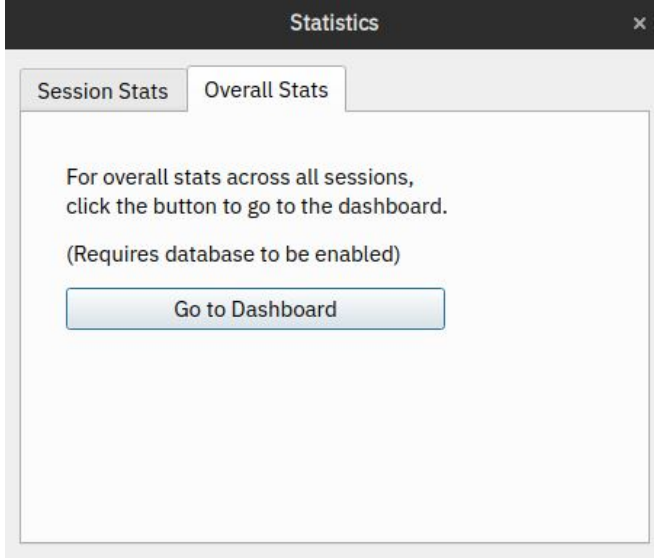 Statistics
×
Session Stats
Overall Stats
For overall stats across all sessions,
click the button to go to the dashboard.
(Requires database to be enabled)
Go to Dashboard